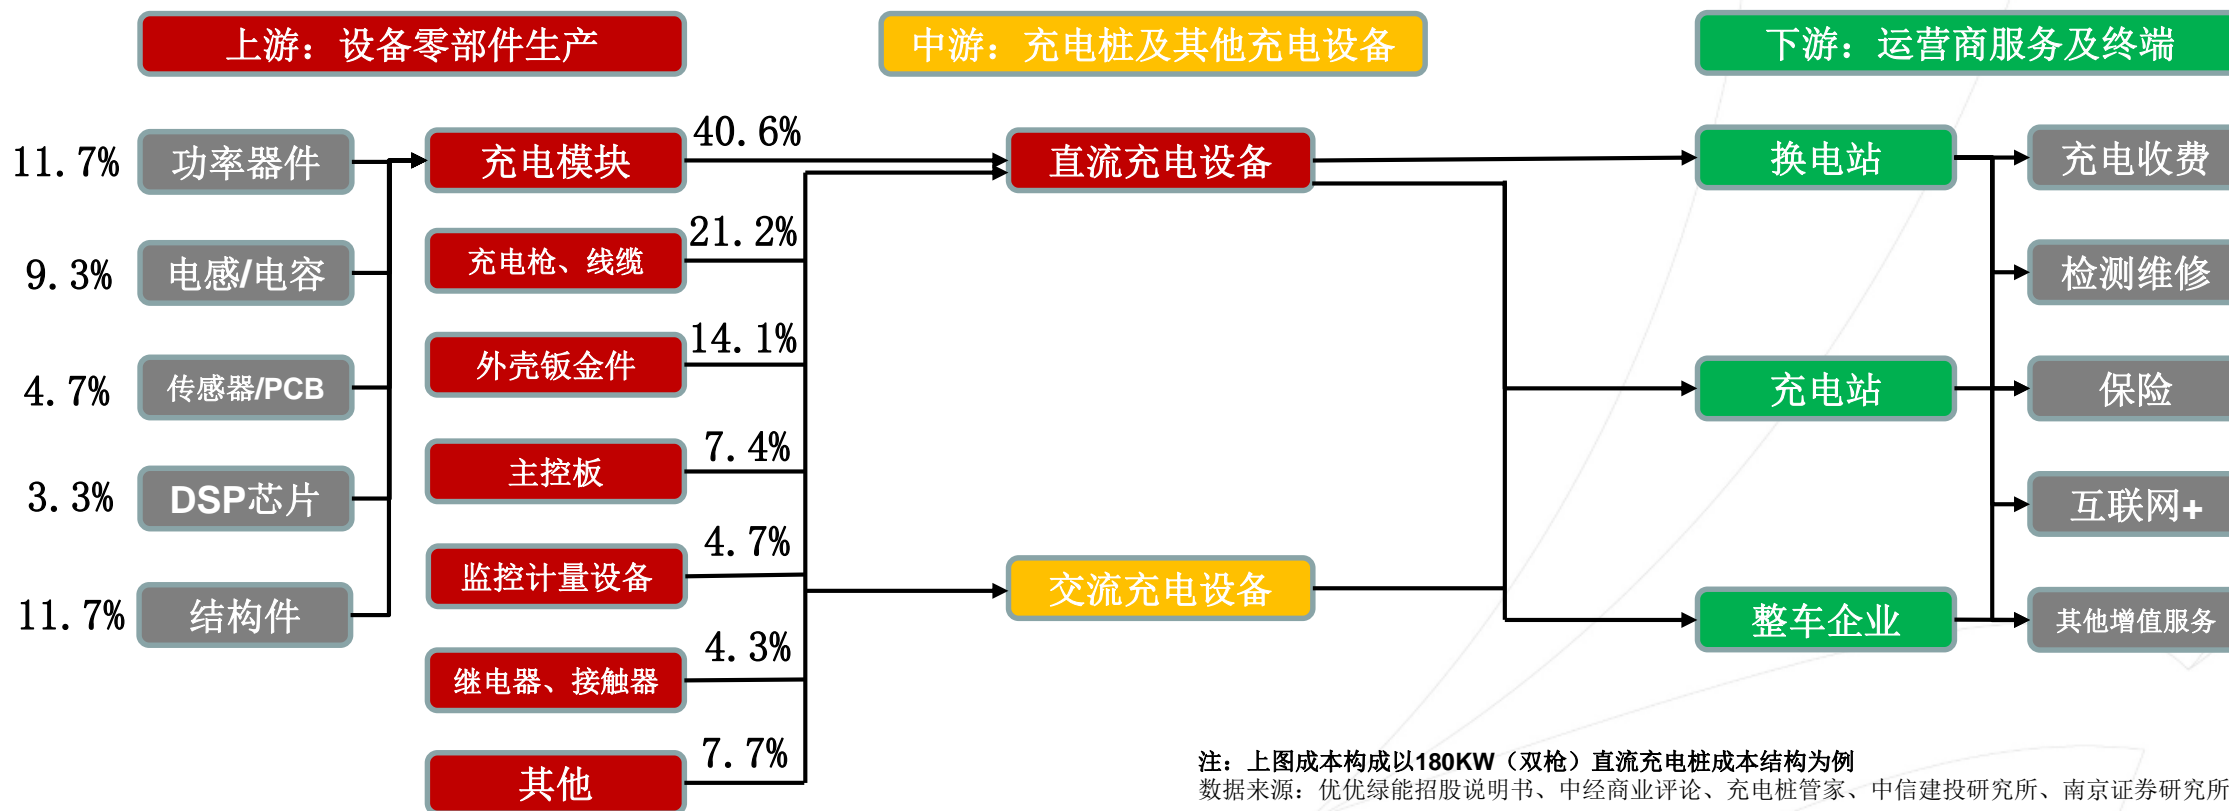 上游：设备零部件生产
中游：充电桩及其他充电设备
下游：运营商服务及终端
11.7%
功率器件
9.3%
电感/电容
4.7%
传感器/PCB
3.3%
DSP芯片
11.7%
结构件
充电模块
40.6%
充电枪、线缆
21.2%
外壳钣金件
14.1%
主控板
7.4%
监控计量设备
4.7%
继电器、接触器
4.3%
其他
7.7%
直流充电设备
交流充电设备
换电站
充电站
整车企业
充电收费
检测维修
保险
互联网+
其他增值服务
注：上图成本构成以180KW（双枪）直流充电桩成本结构为例
数据来源：优优绿能招股说明书、中经商业评论、充电桩管家、中信建投研究所、南京证券研究所